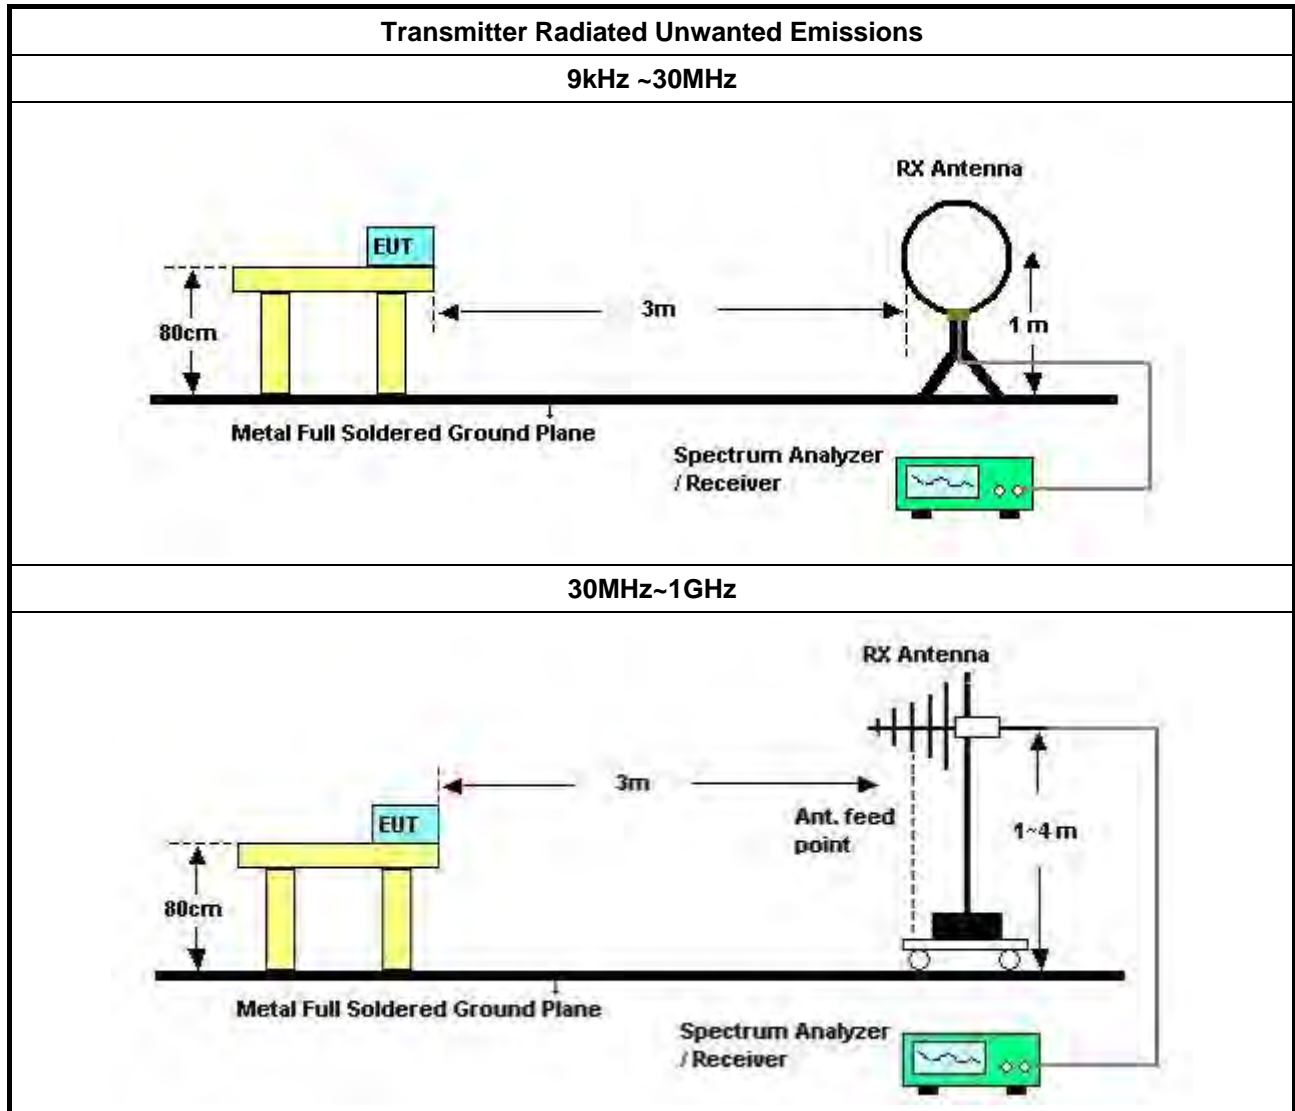 Transmitter Radiated Unwanted Emissions
9kHz ~30MHz
RX Antenna
EUT
3m
80cm
1 m
Metal Full Soldered Ground Plane
Spectrum Analyzer
/ Receiver
30MHz~1GHz
RX Antenna
3m
EUT
Ant. feed
point
1~4 m
80cm
Metal Full Soldered Ground Plane
Spectrum Analyzer
/ Receiver